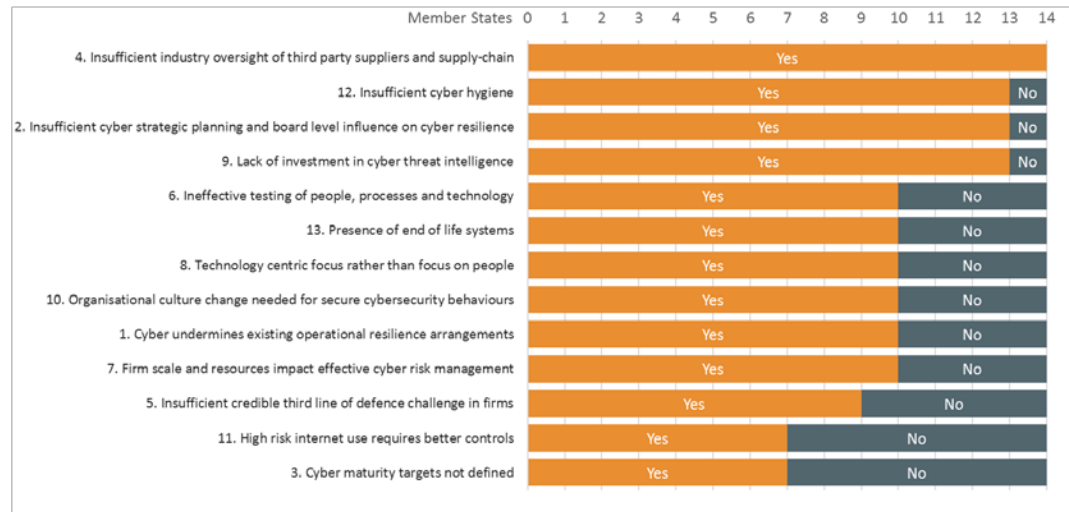 Member States 0 1 2 3 4 5 6 7 8 9 10 11 12 13 14
4. Insufficient industry oversight of third party suppliers and supply-chain Yes
12. Insufficient cyber hygiene Yes No
2. Insufficient cyber strategic planning and board level influence on cyber resilience Yes No
9. Lack of investment in cyber threat intelligence Yes No
6. Ineffective testing of people, processes and technology Yes No
13. Presence of end of life systems Yes No
8. Technology centric focus rather than focus on people Yes No
10. Organisational culture change needed for secure cybersecurity behaviours Yes No
1. Cyber undermines existing operational resilience arrangements Yes No
7. Firm scale and resources impact effective cyber risk management Yes No
5. Insufficient credible third line of defence challenge in firms Yes No
11. High risk internet use requires better controls Yes No
3. Cyber maturity targets not defined Yes No